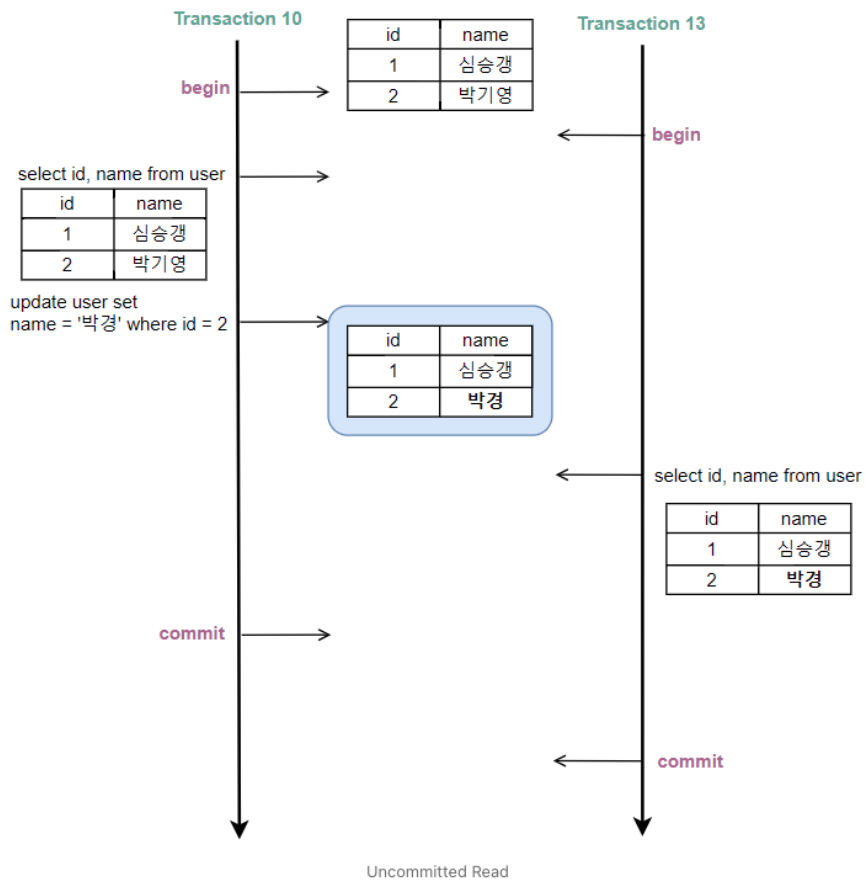 Transaction 10
id name
1 심승갱
2 박기영
Transaction 13
begin
begin
select id, name from user
id name
1 심승갱
2 박기영
update user set
name = '박경' where id = 2
id name
1 심승갱
2 박경
select id, name from user
id name
1 심승갱
2 박경
commit
commit
Uncommitted Read